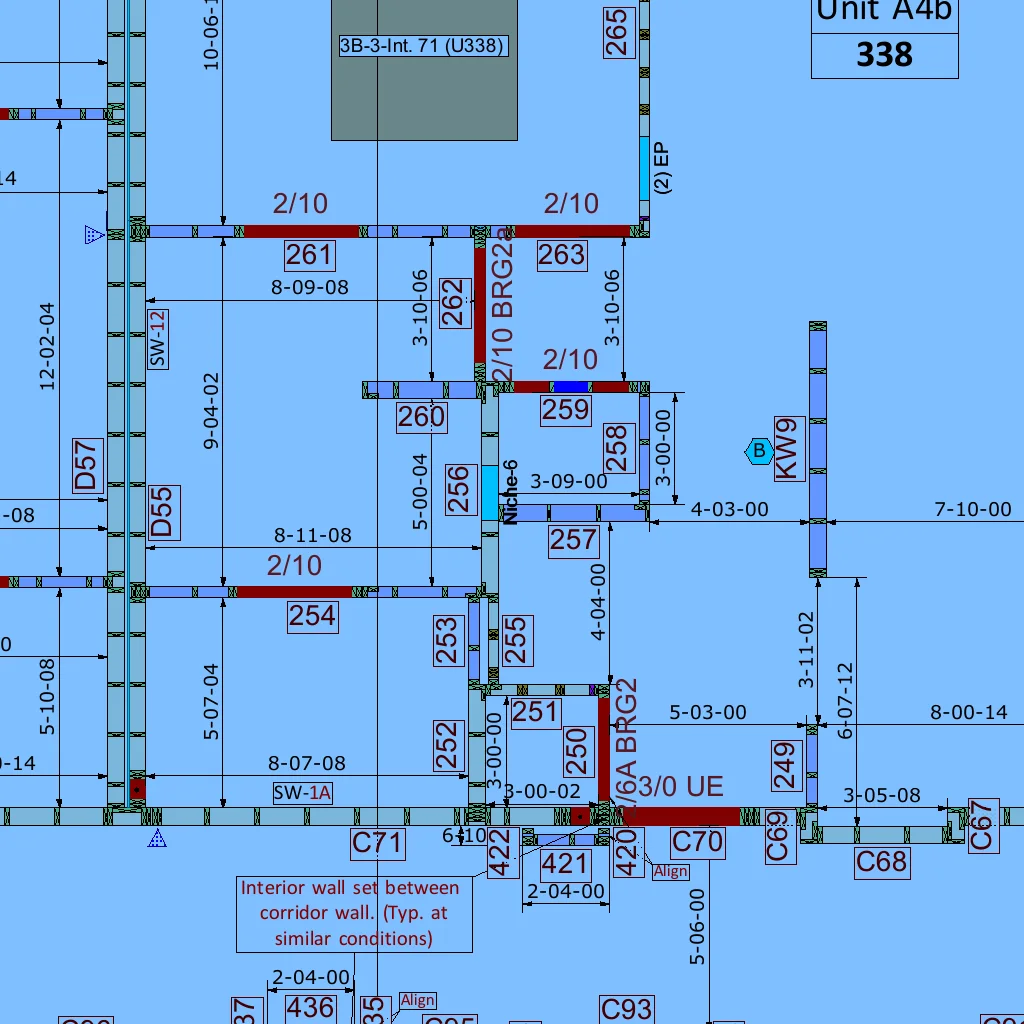 Unit A4b
338
3B-3-Int. 71 (U338)
265
(2) EP
2/10
2/10
261
263
8-09-08
3-10-06
262
2/10 BRG2a
3-10-06
2/10
SW-12
12-02-04
9-04-02
260
259
258
3-00-00
KW9
B
D57
D55
5-00-04
256
Niche-6
3-09-00
4-03-00
7-10-00
-08
8-11-08
257
2/10
254
4-04-00
253
255
3-11-02
6-07-12
5-10-08
5-07-04
251
250
2/6A BRG2
5-03-00
8-00-14
252
3-00-00
249
8-07-08
SW-1A
3-00-02
3/0 UE
3-05-08
C71
6-10
422
421
420
C70
C69
C68
C67
Align
2-04-00
Interior wall set between
corridor wall. (Typ. at
similar conditions)
5-06-00
2-04-00
436
Align
C93